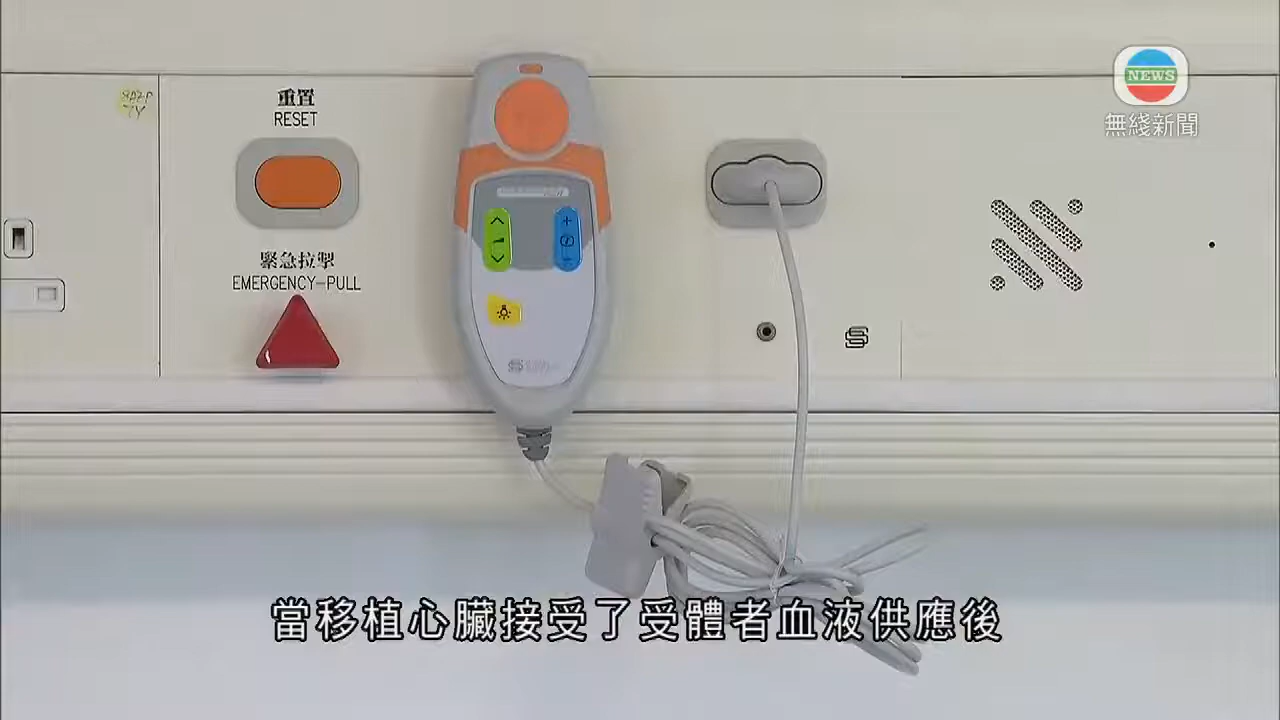 NEWS
無綫新聞
重置
RESET
緊急拉掣
EMERGENCY-PULL
當移植心臟接受了受體者血液供應後